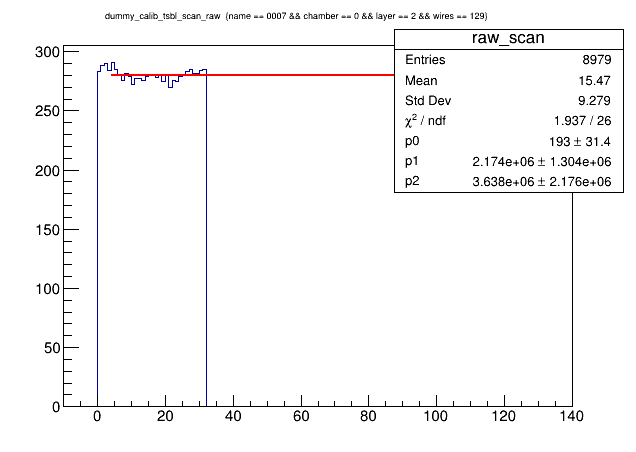 dummy_calib_tsbl_scan_raw (name == 0007 && chamber == 0 && layer == 2 && wires == 129)
raw_scan
Entries 8979
Mean 15.47
Std Dev 9.279
χ² / ndf 1.937 / 26
p0 193 ± 31.4
p1 2.174e+06 ± 1.304e+06
p2 3.638e+06 ± 2.176e+06
300
250
200
150
100
50
0
0 20 40 60 80 100 120 140